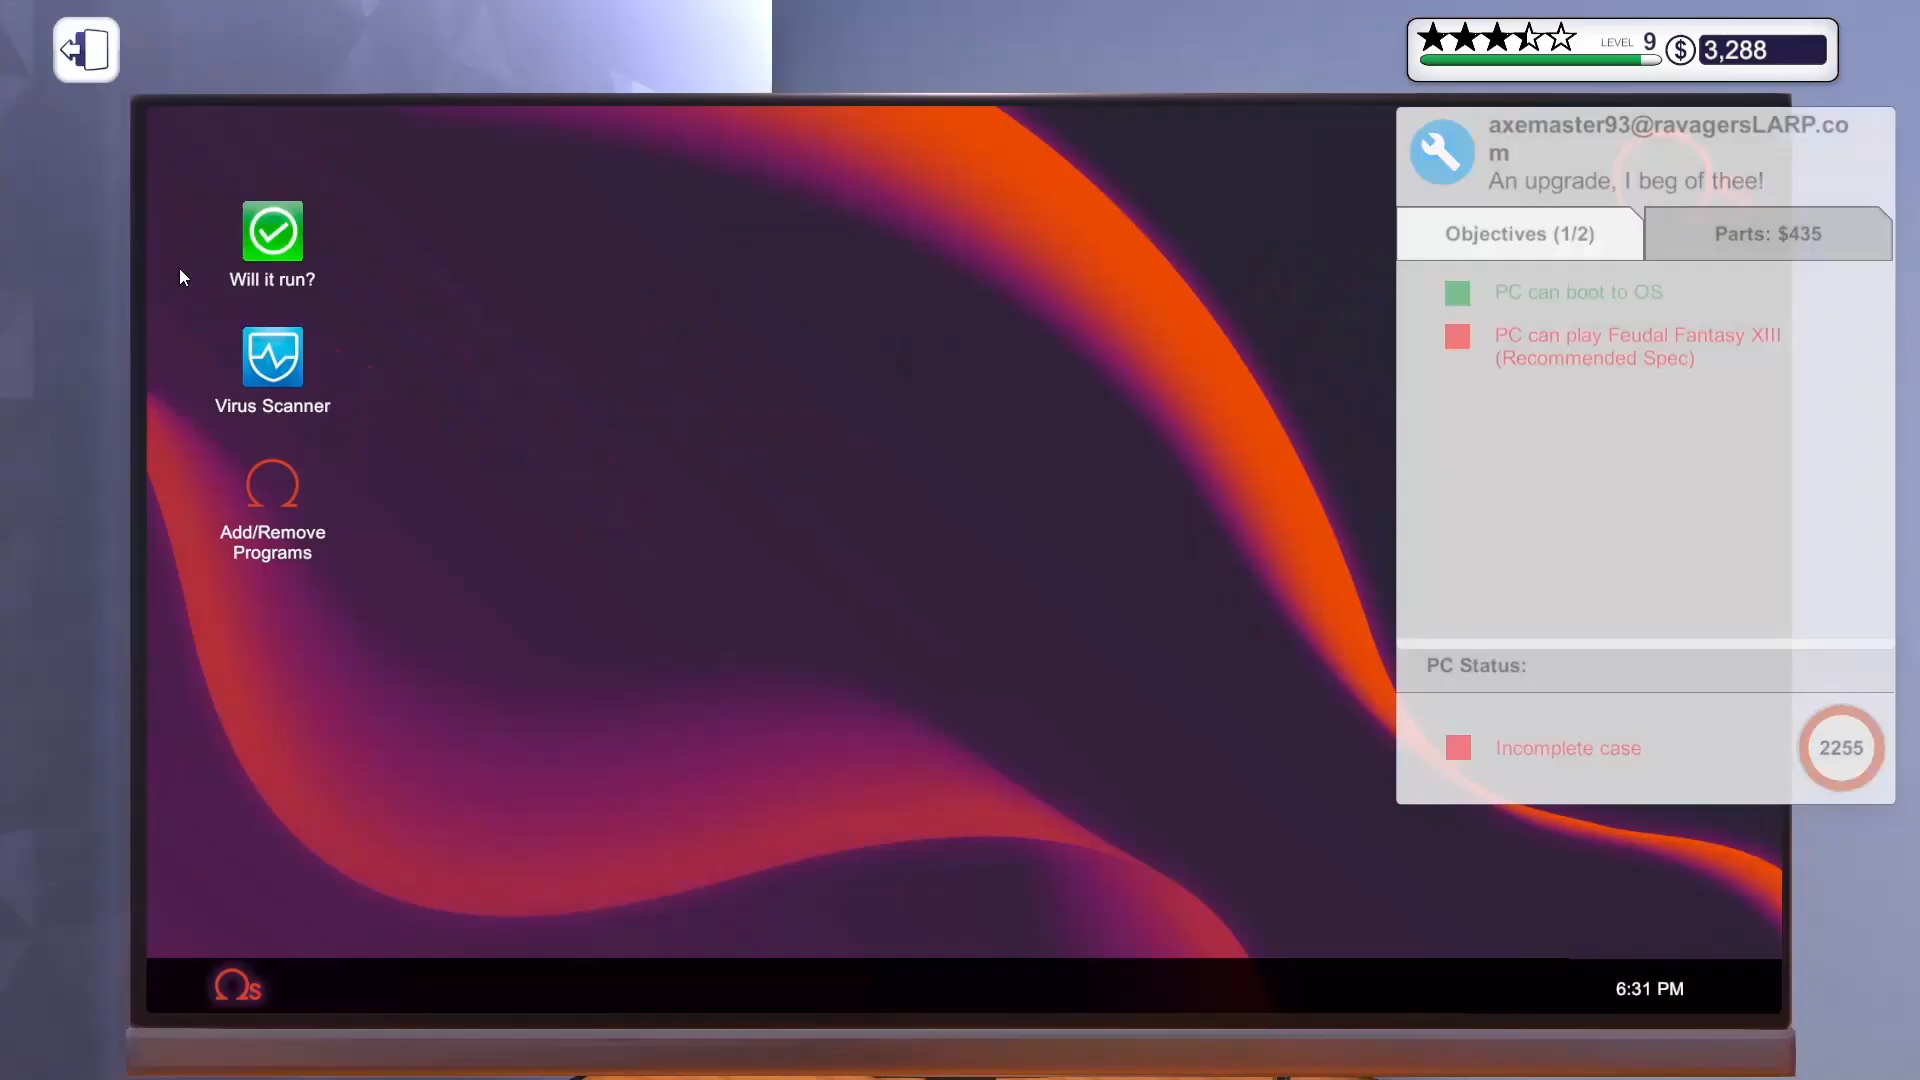 LEVEL 9
$ 3,288
axemaster93@ravagersLARP.co
m
An upgrade, I beg of thee!
Objectives (1/2)
Parts: $435
PC can boot to OS
PC can play Feudal Fantasy XIII
(Recommended Spec)
PC Status:
Incomplete case
2255
Will it run?
Virus Scanner
Add/Remove
Programs
Ωs
6:31 PM